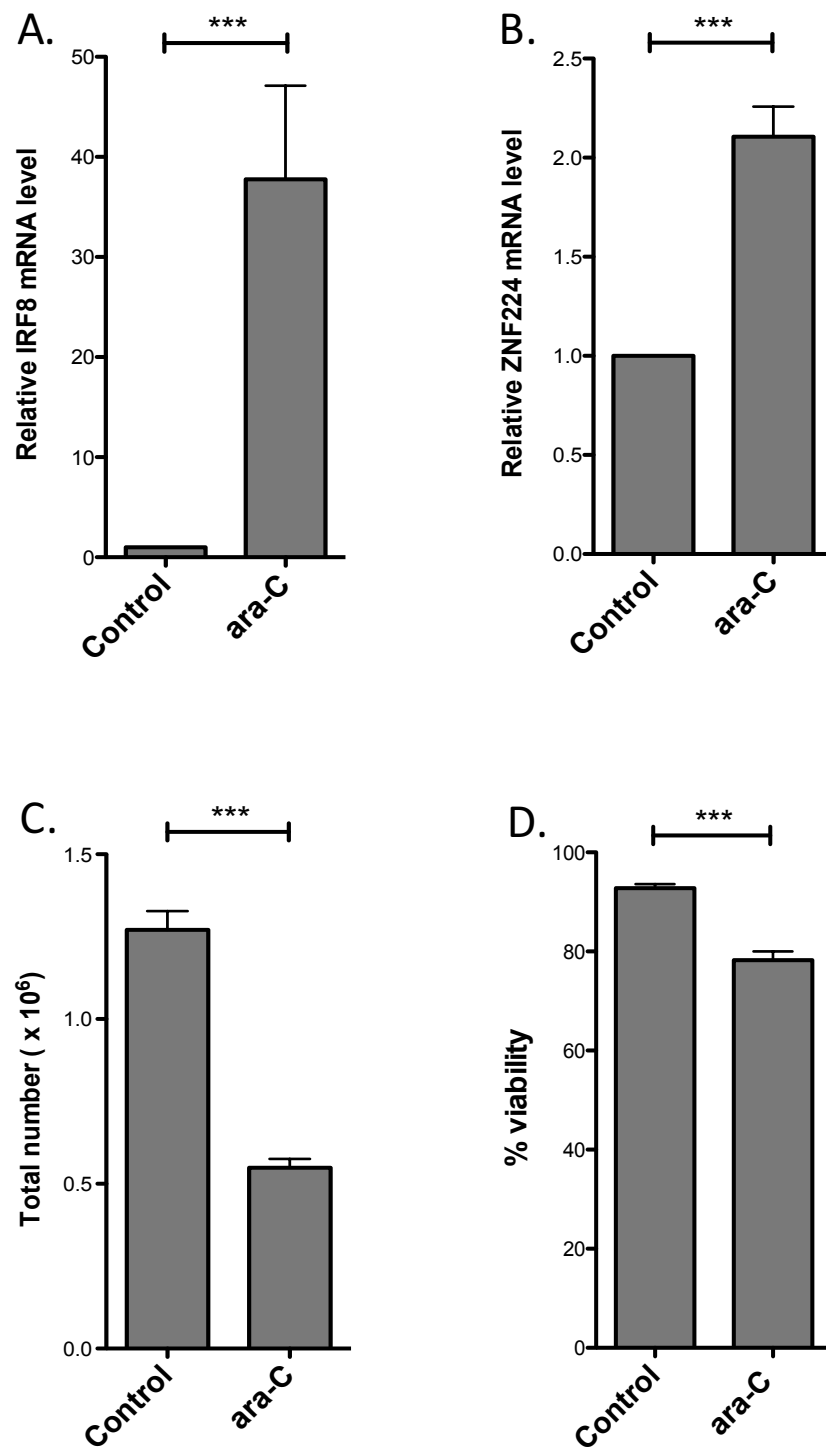 A.
***
Relative IRF8 mRNA level
50
40
30
20
10
0
Control
ara-C
B.
***
Relative ZNF224 mRNA level
2.5
2.0
1.5
1.0
0.5
0.0
Control
ara-C
C.
***
Total number ( x 10⁶)
1.5
1.0
0.5
0.0
Control
ara-C
D.
***
% viability
100
80
60
40
20
0
Control
ara-C